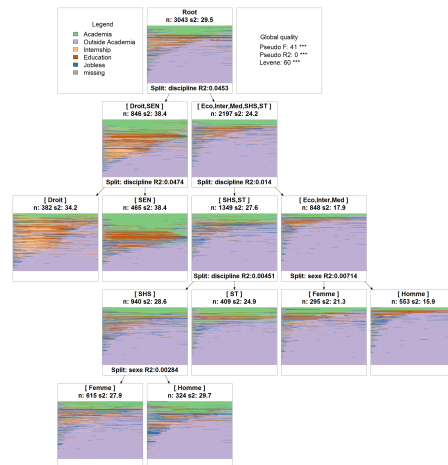 Root
n: 3043 s2: 29.5
Legend
Academia
Outside Academia
Internship
Education
Jobless
missing
Global quality
Pseudo F: 41 ***
Pseudo R2: 0 ***
Levene: 60 ***
Split: discipline R2:0.0453
[ Droit,SEN ]
n: 846 s2: 38.4
[ Eco,Inter,Med,SHS,ST ]
n: 2197 s2: 24.2
Split: discipline R2:0.0474
Split: discipline R2:0.014
[ Droit ]
n: 382 s2: 34.2
[ SEN ]
n: 465 s2: 38.4
[ SHS,ST ]
n: 1349 s2: 27.6
[ Eco,Inter,Med ]
n: 848 s2: 17.9
Split: discipline R2:0.00451
Split: sexe R2:0.00714
[ SHS ]
n: 940 s2: 28.6
[ ST ]
n: 409 s2: 24.9
[ Femme ]
n: 295 s2: 21.3
[ Homme ]
n: 553 s2: 15.9
Split: sexe R2:0.00284
[ Femme ]
n: 615 s2: 27.9
[ Homme ]
n: 324 s2: 29.7